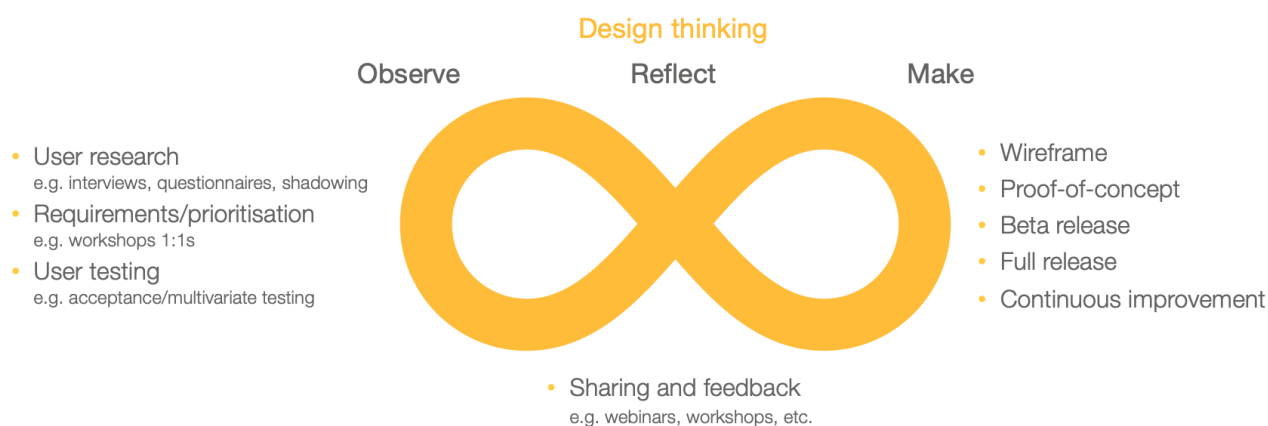 Design thinking
Observe
Reflect
Make
• User research
e.g. interviews, questionnaires, shadowing
• Requirements/prioritisation
e.g. workshops 1:1s
• User testing
e.g. acceptance/multivariate testing
• Wireframe
• Proof-of-concept
• Beta release
• Full release
• Continuous improvement
• Sharing and feedback
e.g. webinars, workshops, etc.